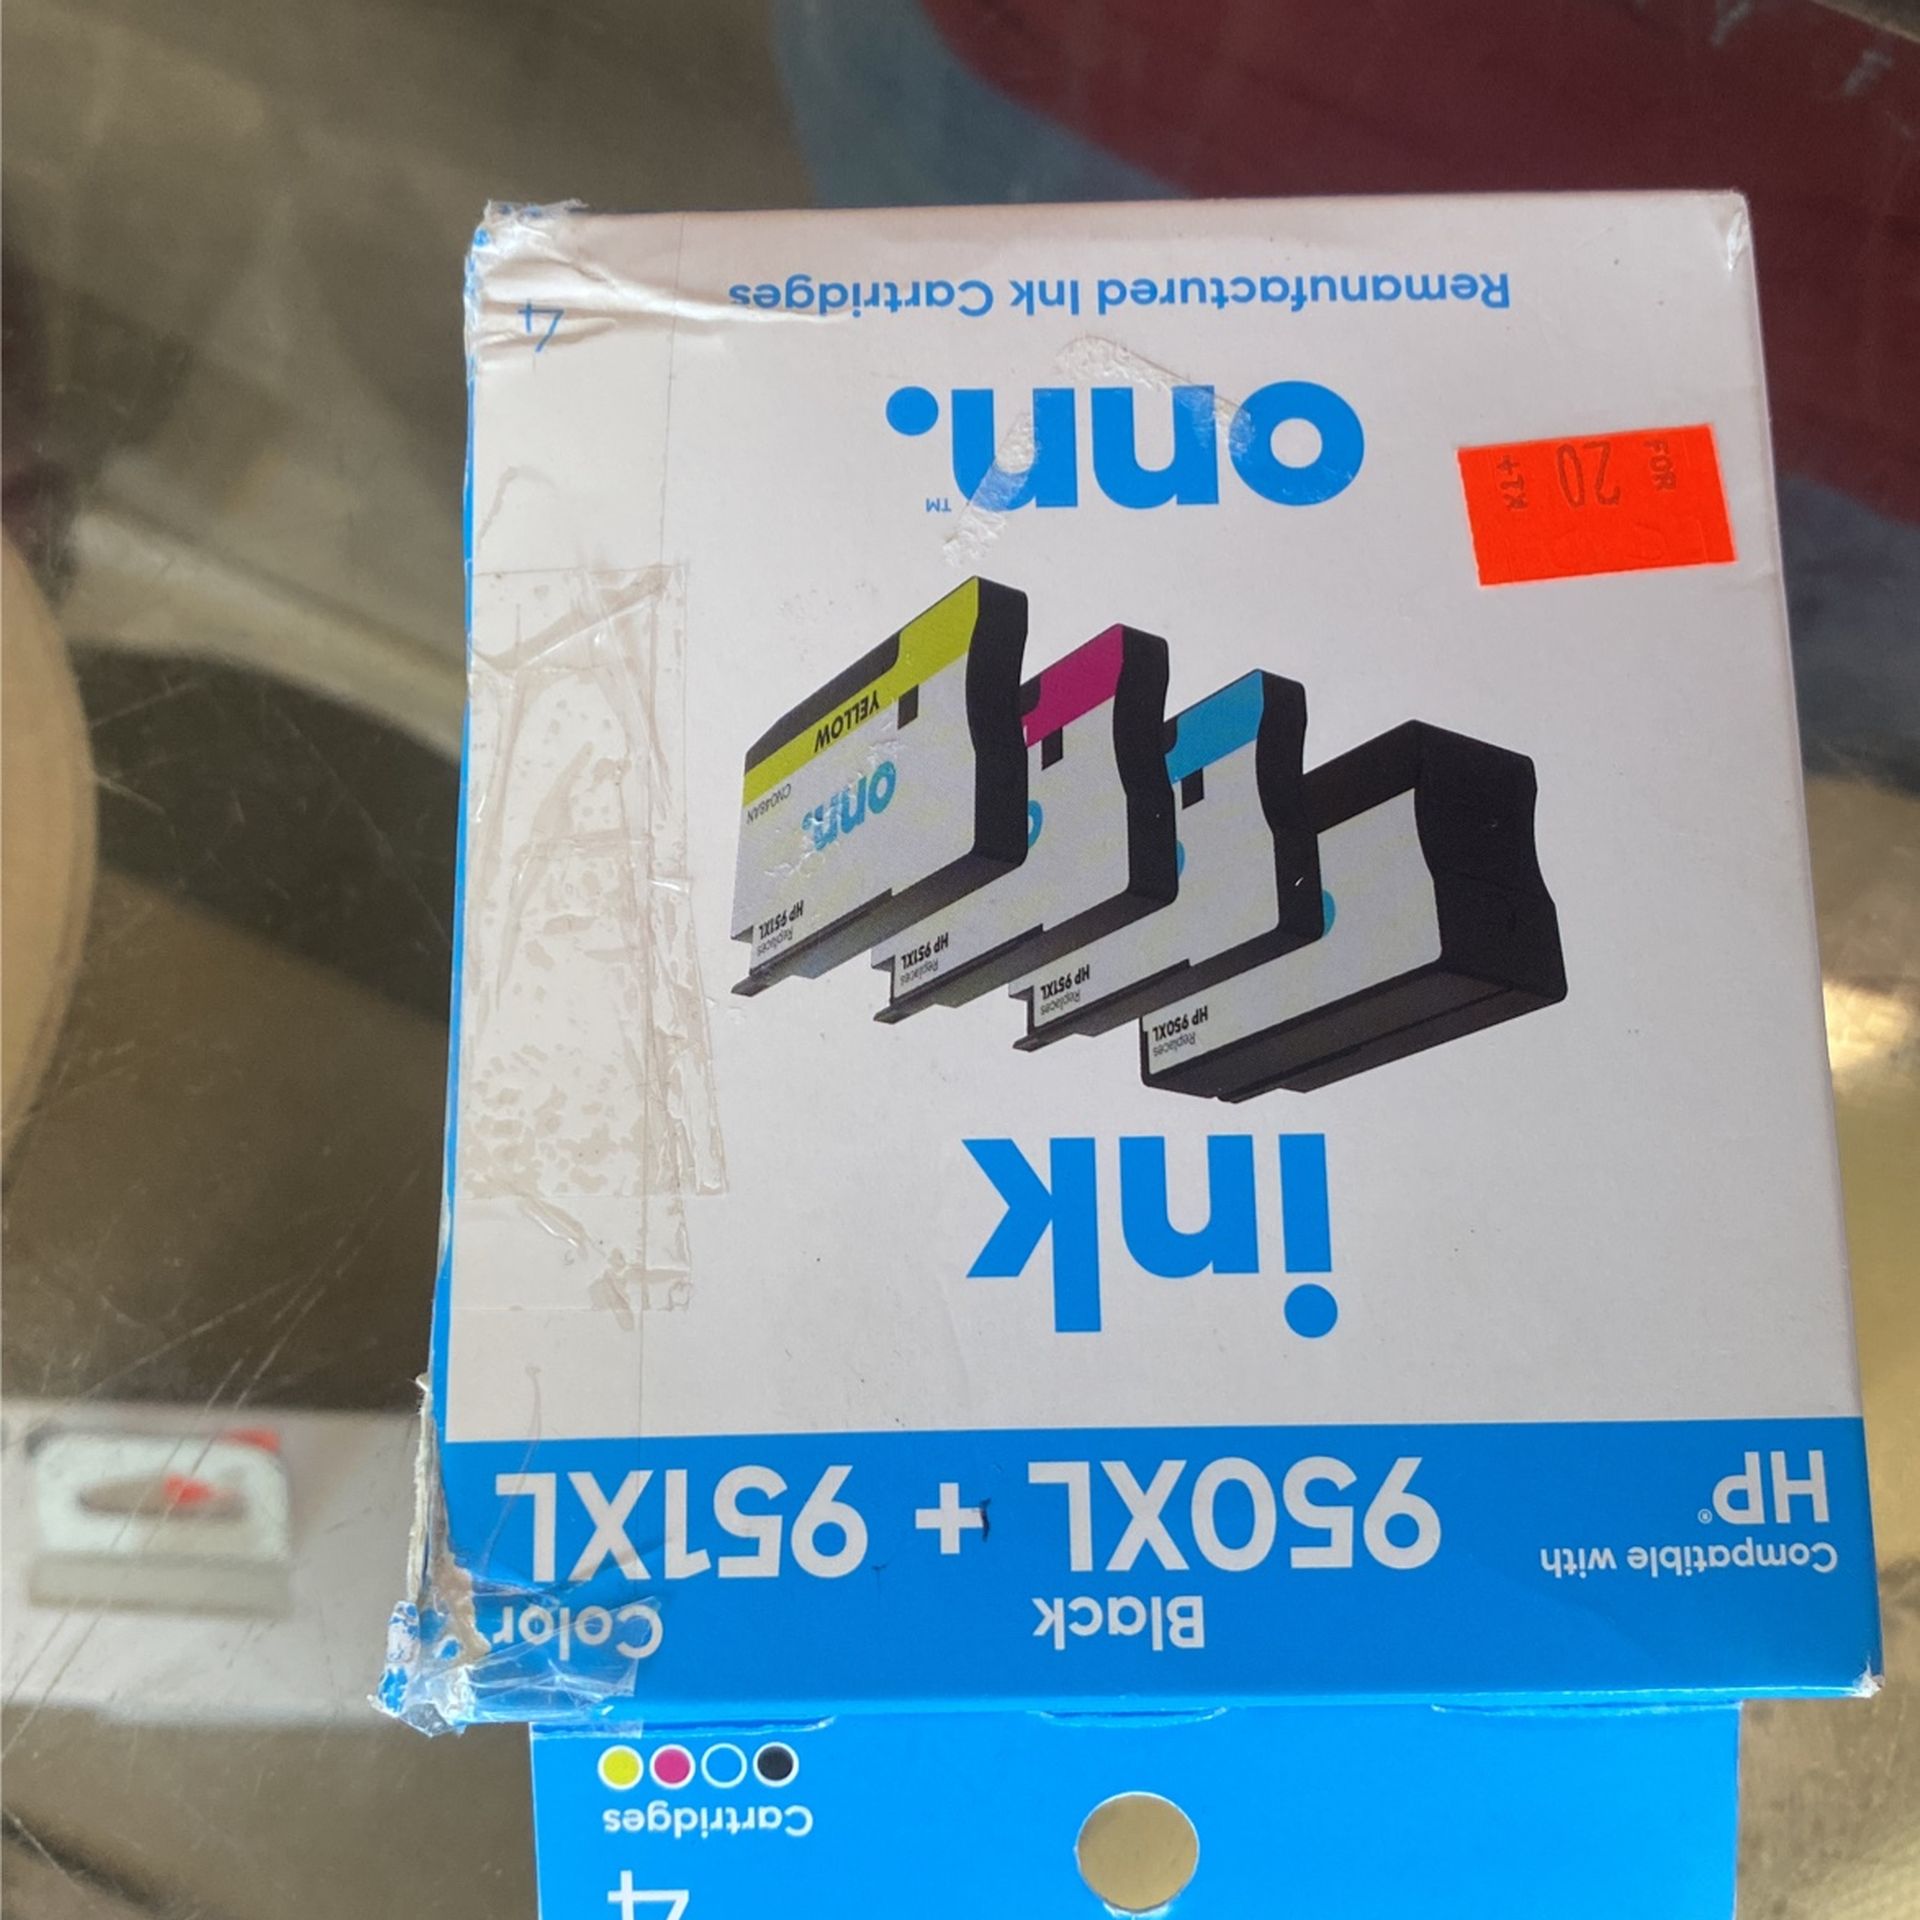 4
Cartridges
Compatible with
HP®
Black
950XL + 951XL
Color
ink
Replaces
HP 950XL
Replaces
HP 951XL
Replaces
HP 951XL
Replaces
HP 951XL
onn.
CN048AN
YELLOW
onn.™
FOR
20
+TX
Remanufactured Ink Cartridges
4